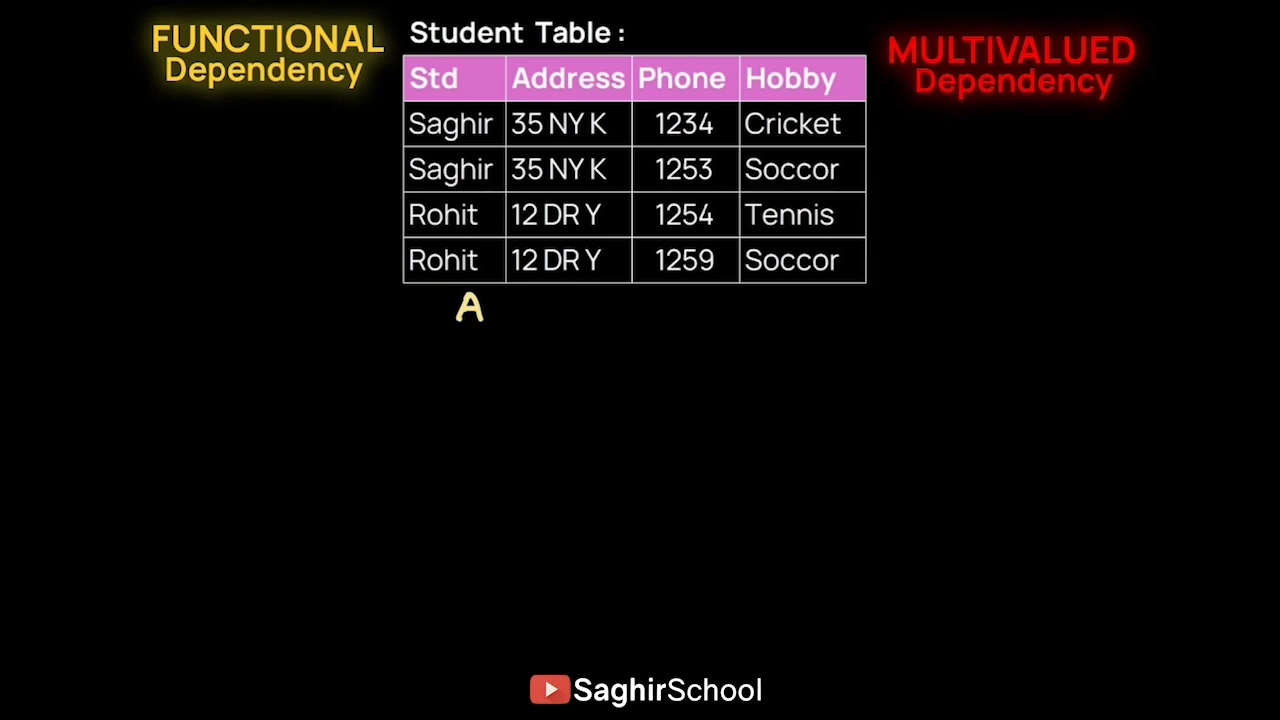 FUNCTIONAL
Dependency
Student Table :
MULTIVALUED
Dependency
Std Address Phone Hobby
Saghir 35 NY K 1234 Cricket
Saghir 35 NY K 1253 Soccor
Rohit 12 DR Y 1254 Tennis
Rohit 12 DR Y 1259 Soccor
A
SaghirSchool